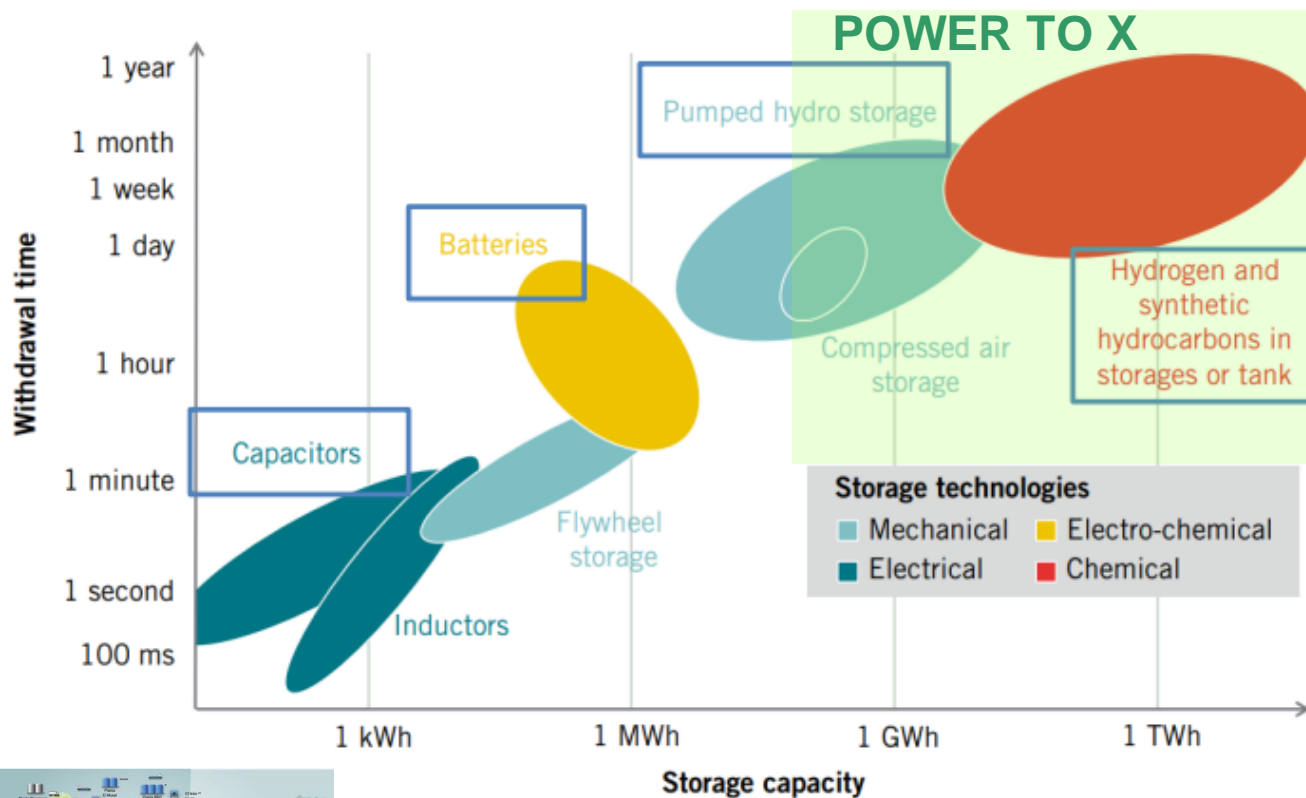 POWER TO X
1 year
1 month
1 week
1 day
1 hour
1 minute
1 second
100 ms
Withdrawal time
Pumped hydro storage
Batteries
Capacitors
Hydrogen and
synthetic
hydrocarbons in
storages or tank
Compressed air
storage
Flywheel
storage
Inductors
Storage technologies
Mechanical
Electro-chemical
Electrical
Chemical
1 kWh
1 MWh
1 GWh
1 TWh
Storage capacity